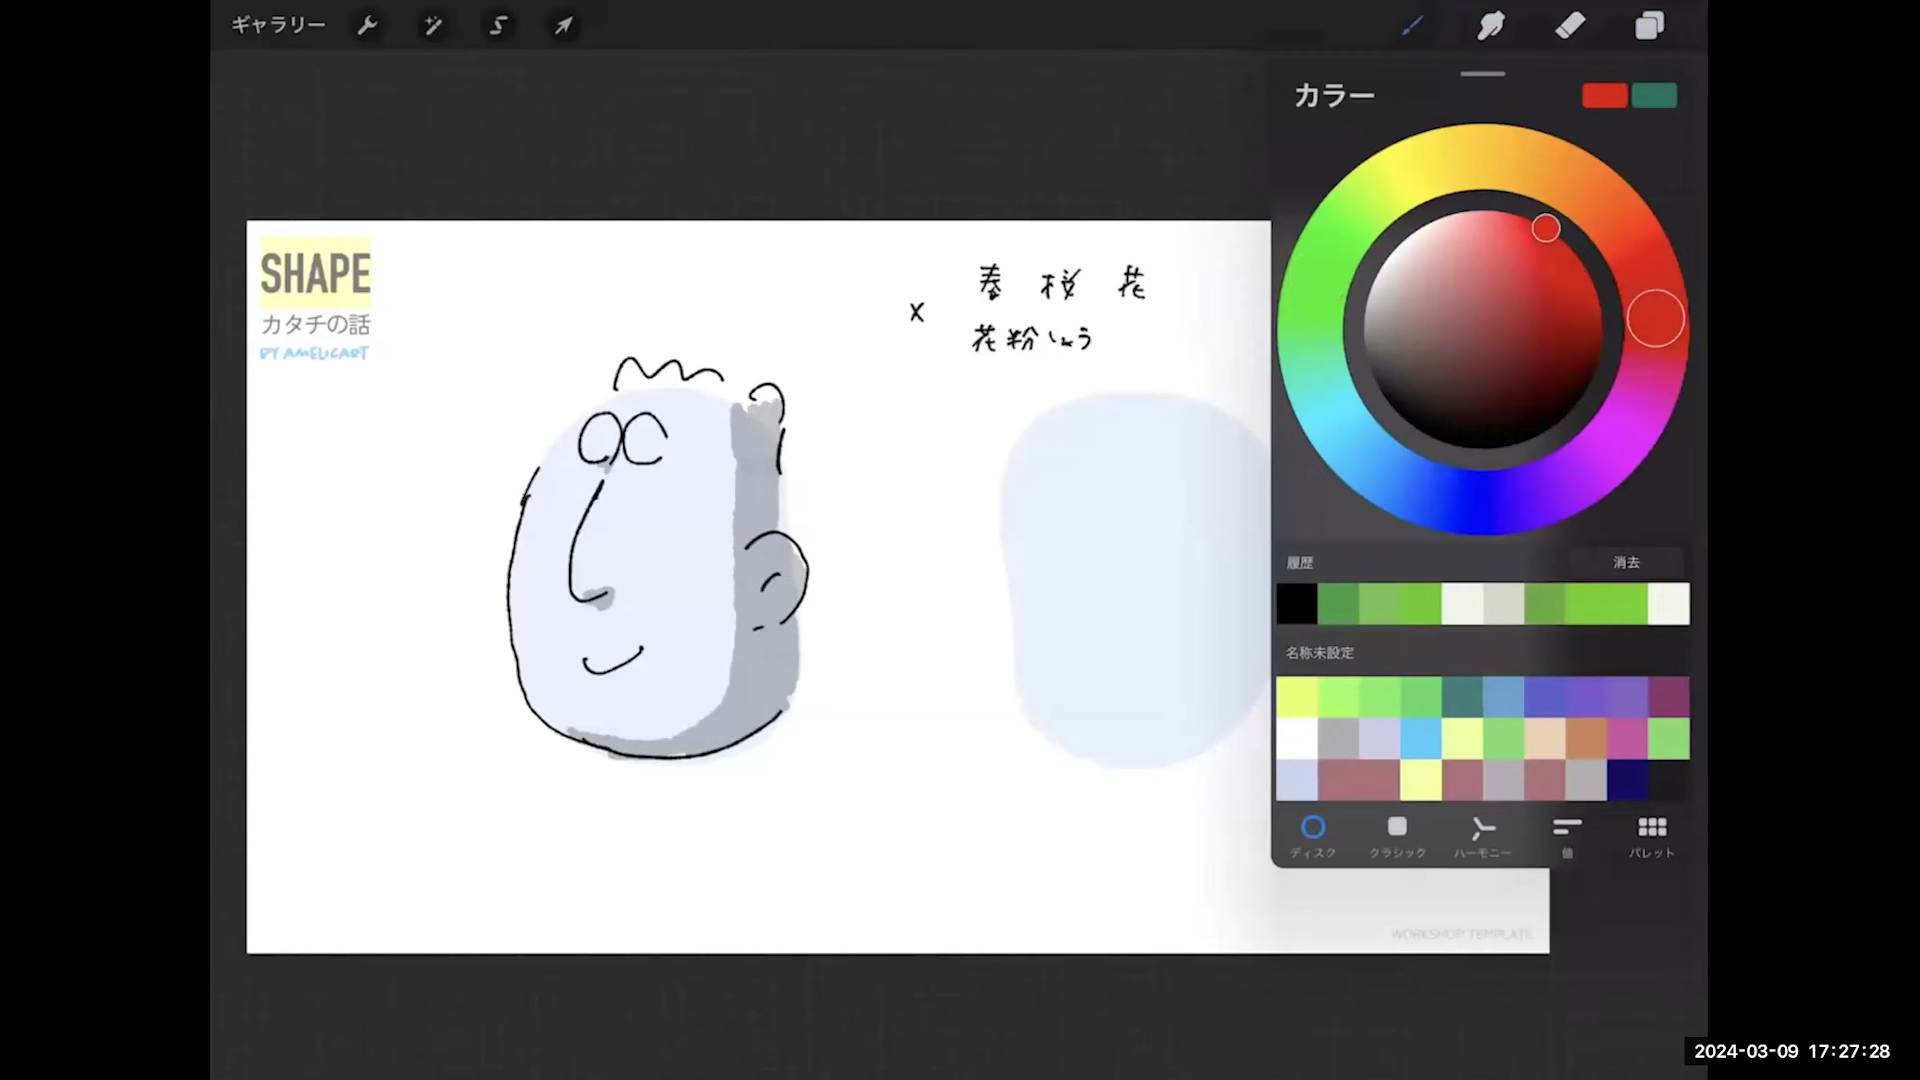 ギャラリー
カラー
SHAPE
カタチの話
BY AMELICART
x
春 桜 花
花粉しょう
履歴
消去
名称未設定
ディスク
クラシック
ハーモニー
値
パレット
WORKSHOP TEMPLATE
2024-03-09 17:27:28